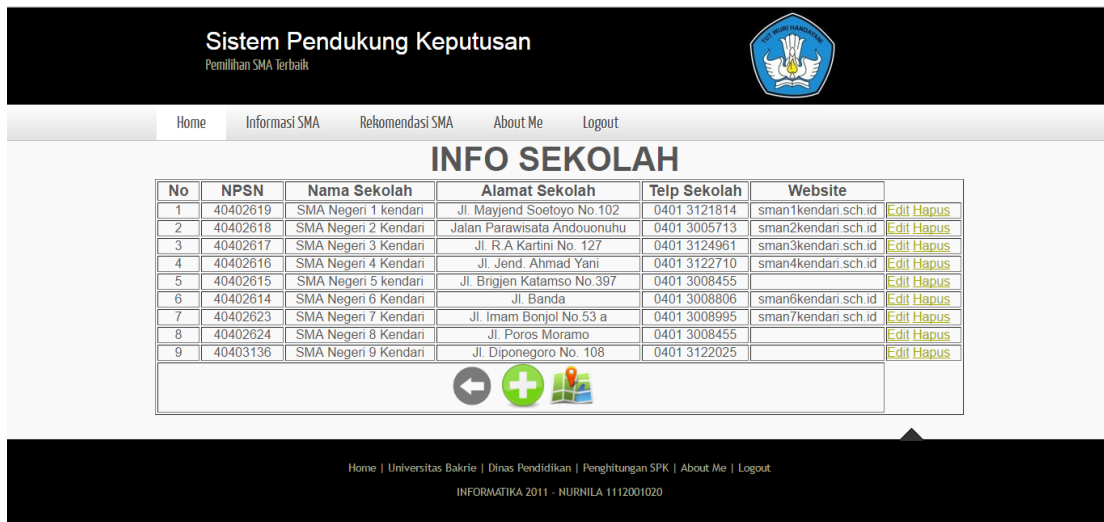 Sistem Pendukung Keputusan
Pemilihan SMA Terbaik
TUT WURI HANDAYANI
Home Informasi SMA Rekomendasi SMA About Me Logout
INFO SEKOLAH
No NPSN Nama Sekolah Alamat Sekolah Telp Sekolah Website
1 40402619 SMA Negeri 1 kendari Jl. Mayjend Soetoyo No.102 0401 3121814 sman1kendari.sch.id Edit Hapus
2 40402618 SMA Negeri 2 Kendari Jalan Parawisata Andouonuhu 0401 3005713 sman2kendari.sch.id Edit Hapus
3 40402617 SMA Negeri 3 Kendari Jl. R.A Kartini No. 127 0401 3124961 sman3kendari.sch.id Edit Hapus
4 40402616 SMA Negeri 4 Kendari Jl. Jend. Ahmad Yani 0401 3122710 sman4kendari.sch.id Edit Hapus
5 40402615 SMA Negeri 5 kendari Jl. Brigjen Katamso No.397 0401 3008455 Edit Hapus
6 40402614 SMA Negeri 6 Kendari Jl. Banda 0401 3008806 sman6kendari.sch.id Edit Hapus
7 40402623 SMA Negeri 7 Kendari Jl. Imam Bonjol No.53 a 0401 3008995 sman7kendari.sch.id Edit Hapus
8 40402624 SMA Negeri 8 Kendari Jl. Poros Moramo 0401 3008455 Edit Hapus
9 40403136 SMA Negeri 9 Kendari Jl. Diponegoro No. 108 0401 3122025 Edit Hapus
Home | Universitas Bakrie | Dinas Pendidikan | Penghitungan SPK | About Me | Logout
INFORMATIKA 2011 - NURNILA 1112001020